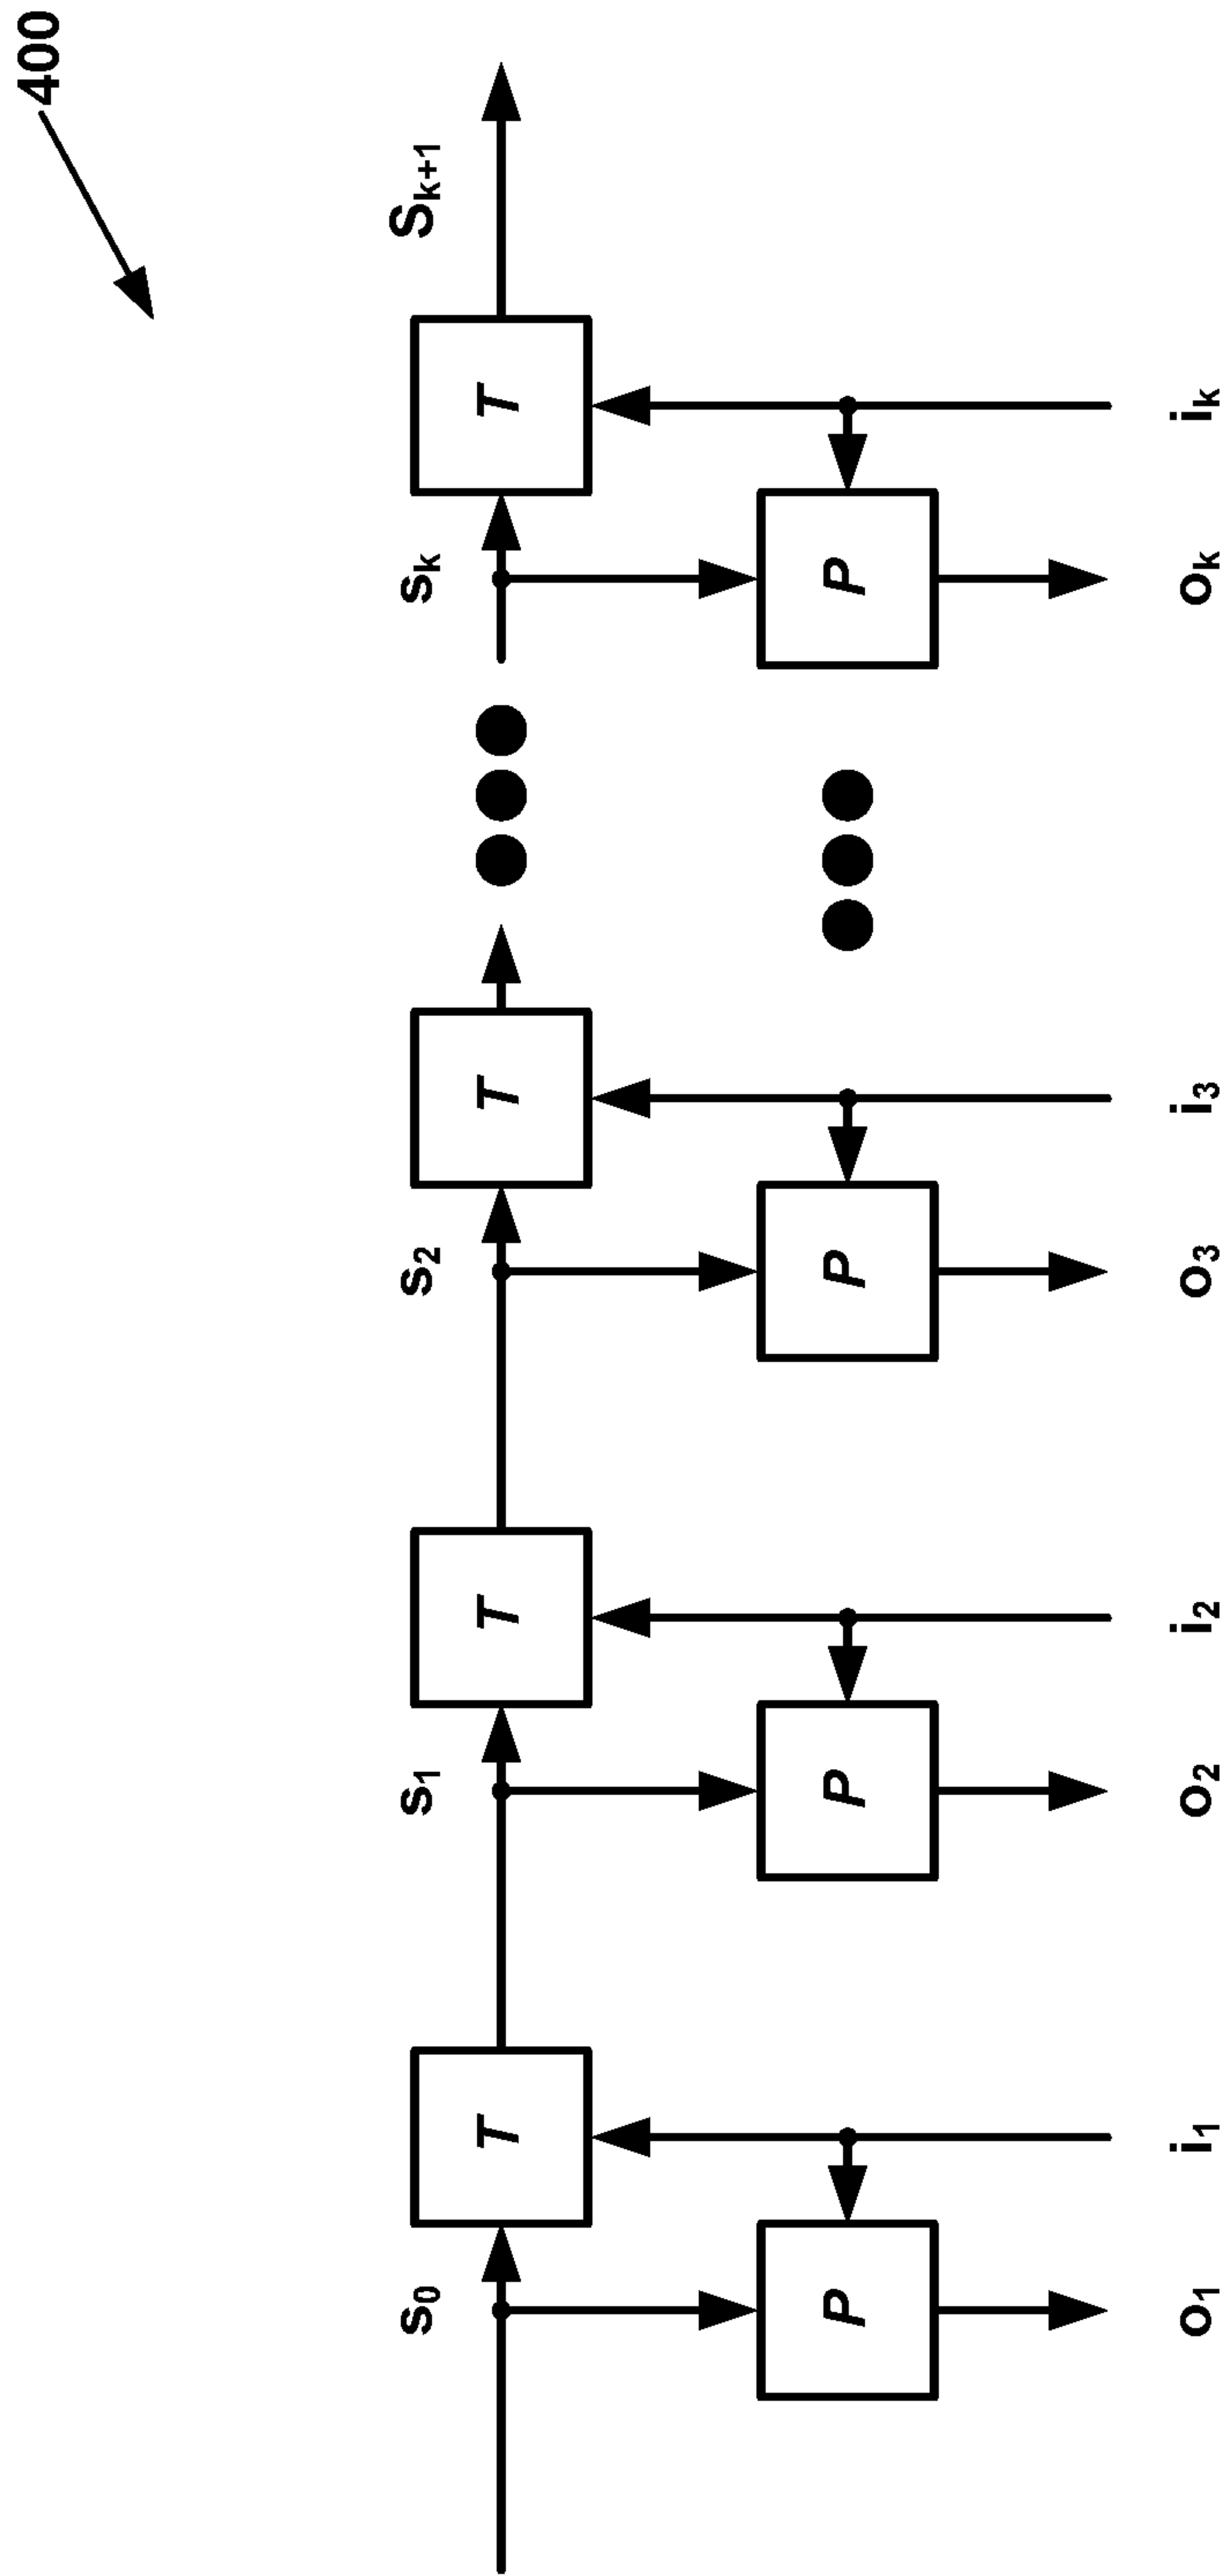 400
s₀
s₁
s₂
sₖ
Sₖ₊₁
T
T
T
T
P
P
P
P
o₁
i₁
o₂
i₂
o₃
i₃
oₖ
iₖ